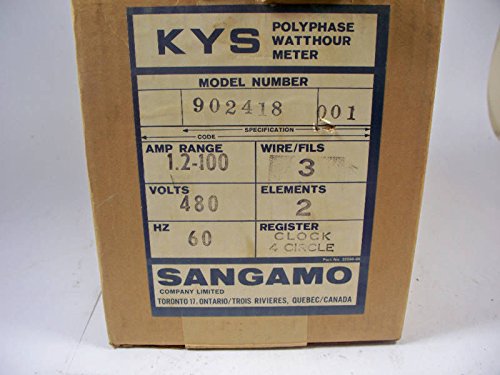 KYS POLYPHASE
WATTHOUR
METER
MODEL NUMBER
902418 001
SPECIFICATION
CODE
AMP RANGE WIRE/FILS
1.2-100 3
VOLTS ELEMENTS
480 2
HZ REGISTER
60 CLOCK
4 CIRCLE
Part No.
SANGAMO
COMPANY LIMITED
TORONTO 17, ONTARIO/TROIS RIVIERES, QUEBEC/CANADA